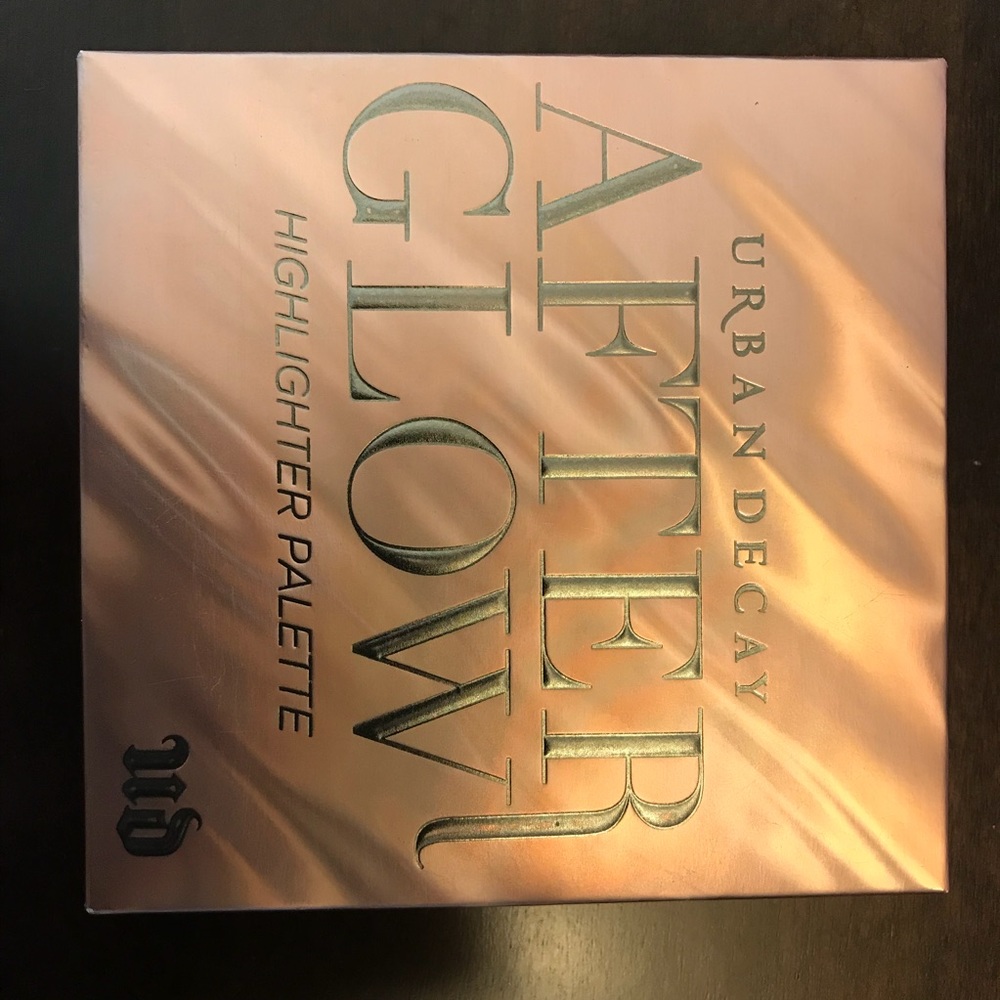 URBAN DECAY
AFTER
GLOW
HIGHLIGHTER PALETTE
UD